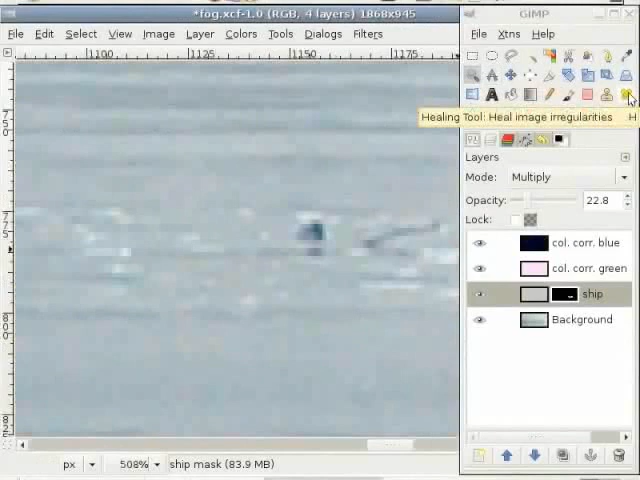 *fog.xcf-1.0 (RGB, 4 layers) 1868x945
File Edit Select View Image Layer Colors Tools Dialogs Filters
1100 1125 1150 1175
px 508% ship mask (83.9 MB)
GIMP
File Xtns Help
Healing Tool: Heal image irregularities H
Layers
Mode: Multiply
Opacity: 22.8
Lock:
col. corr. blue
col. corr. green
ship
Background